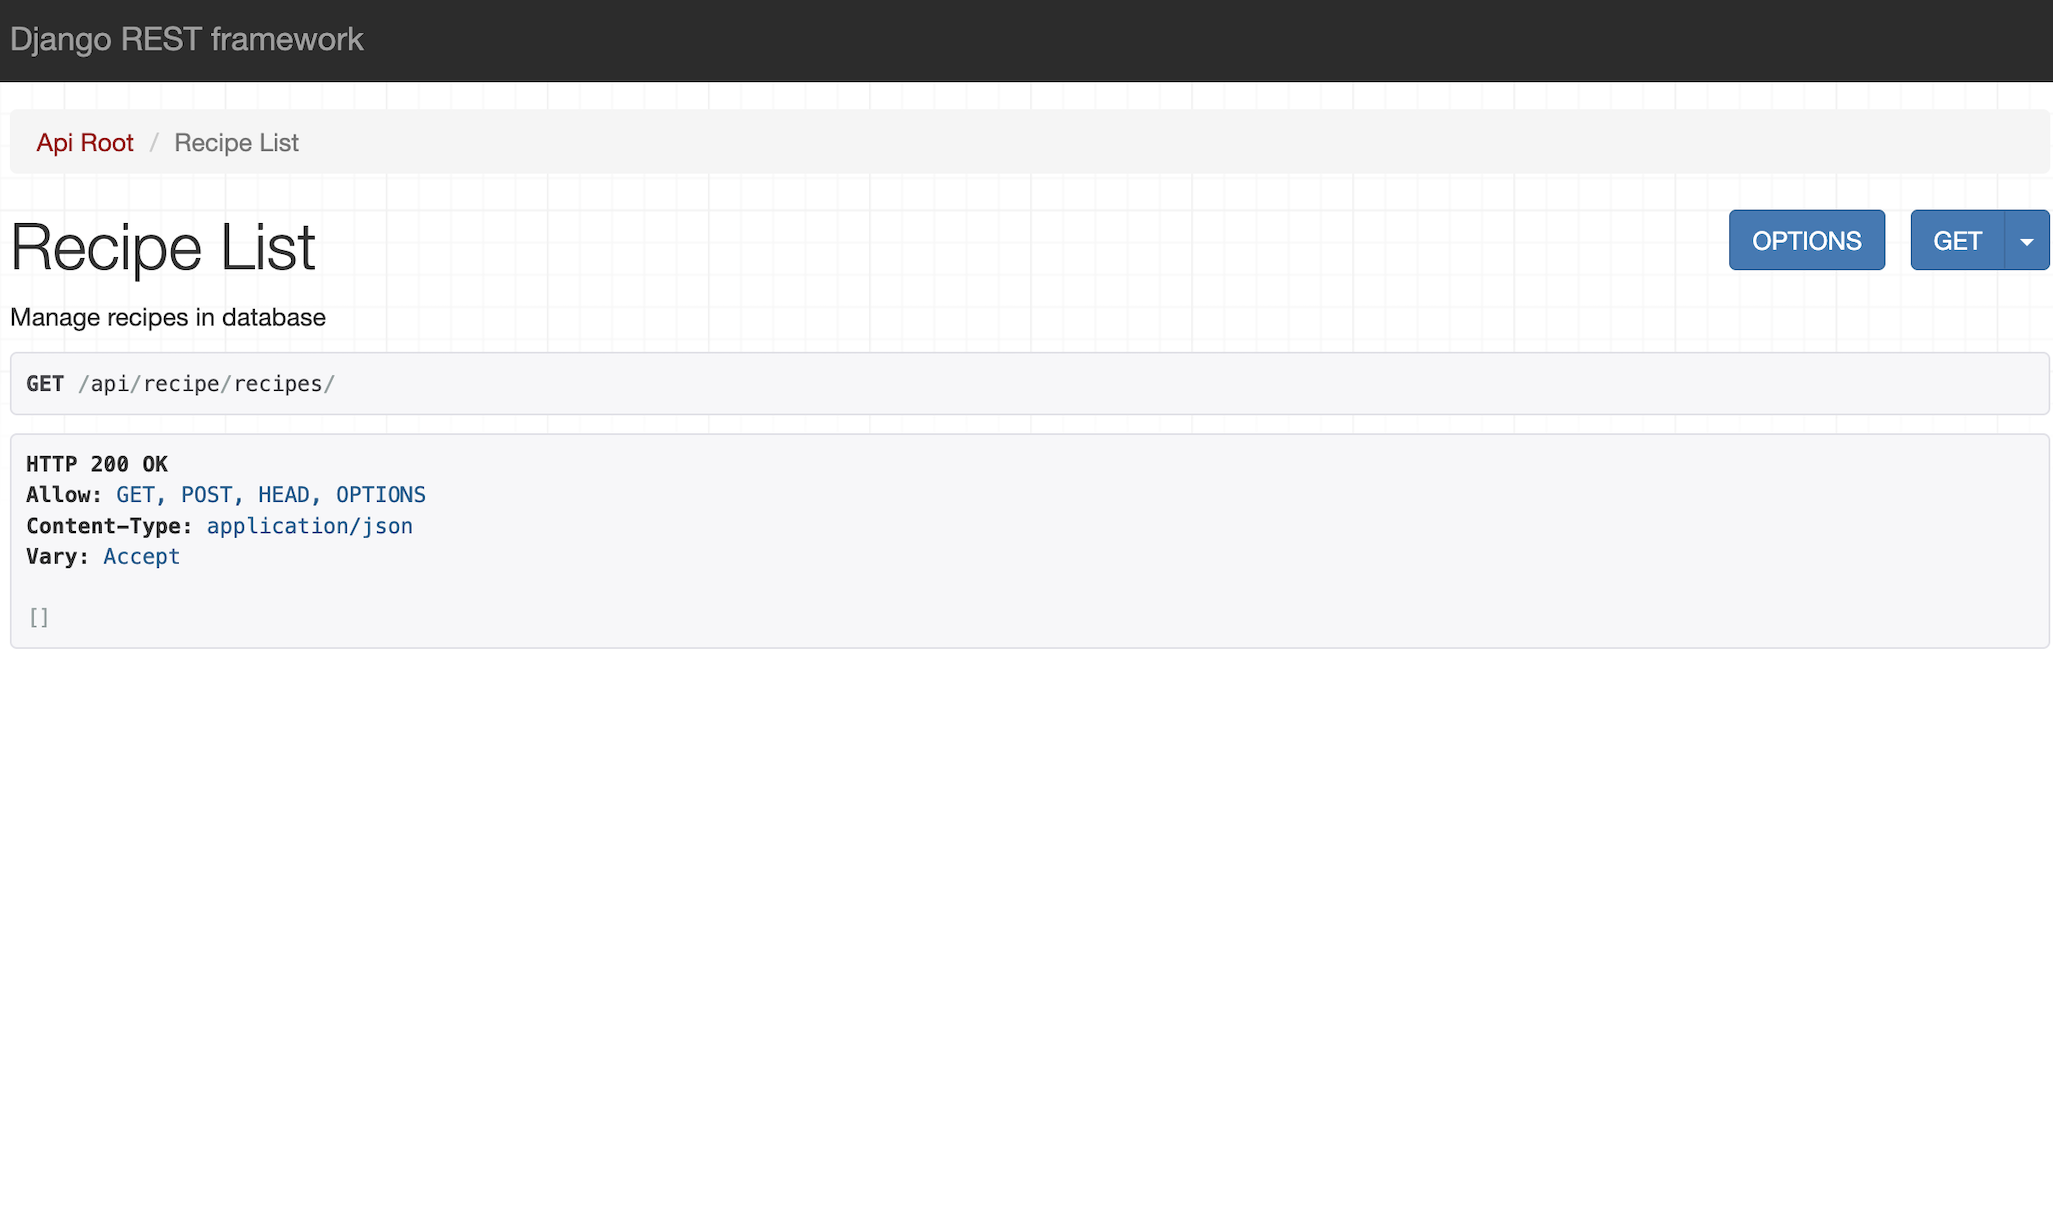 Django REST framework
Api Root / Recipe List
Recipe List
OPTIONS
GET
Manage recipes in database
GET /api/recipe/recipes/
HTTP 200 OK
Allow: GET, POST, HEAD, OPTIONS
Content-Type: application/json
Vary: Accept
[]